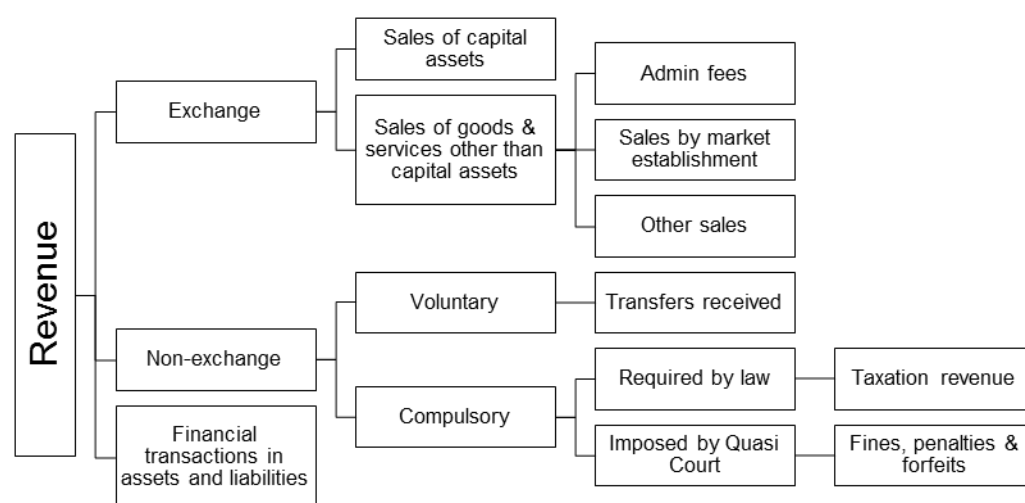 Revenue
Exchange
Sales of capital
assets
Sales of goods &
services other than
capital assets
Admin fees
Sales by market
establishment
Other sales
Non-exchange
Voluntary
Transfers received
Compulsory
Required by law
Taxation revenue
Imposed by Quasi
Court
Fines, penalties &
forfeits
Financial
transactions in
assets and liabilities